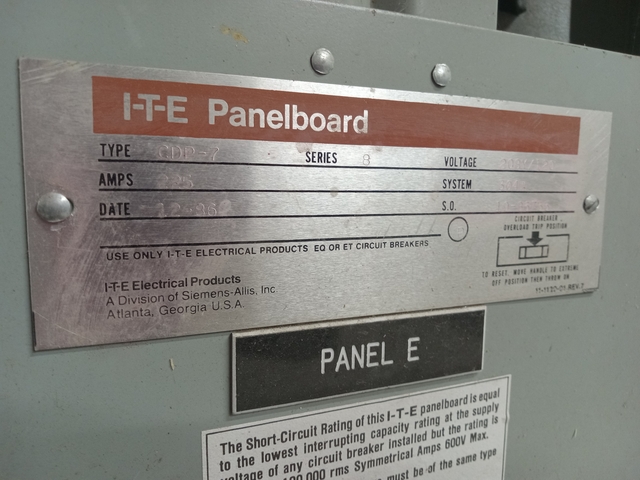 I-T-E Panelboard
TYPE CDP-7 SERIES 8 VOLTAGE
AMPS 225 SYSTEM
DATE S.O.
CIRCUIT BREAKER
OVERLOAD TRIP POSITION
USE ONLY I-T-E ELECTRICAL PRODUCTS EQ OR ET CIRCUIT BREAKERS
TO RESET, MOVE HANDLE TO EXTREME
OFF POSITION THEN THROW ON
I-T-E Electrical Products
A Division of Siemens-Allis, Inc
Atlanta, Georgia U.S.A.
PANEL E
The Short-Circuit Rating of this I-T-E panelboard is equal
to the lowest interrupting capacity rating at the supply
voltage of any circuit breaker installed but the rating is
rms Symmetrical Amps 600V Max.
must be of the same type